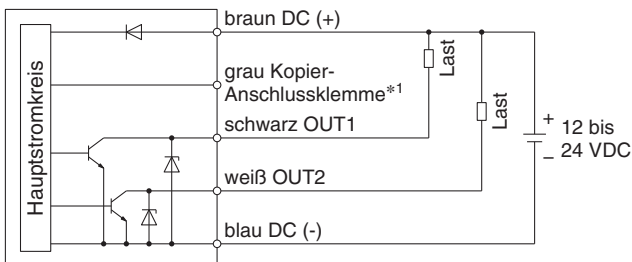 braun DC (+)
grau Kopier-
Anschlussklemme*1
schwarz OUT1
weiß OUT2
blau DC (-)
Hauptstromkreis
Last
Last
+
12 bis
− 24 VDC